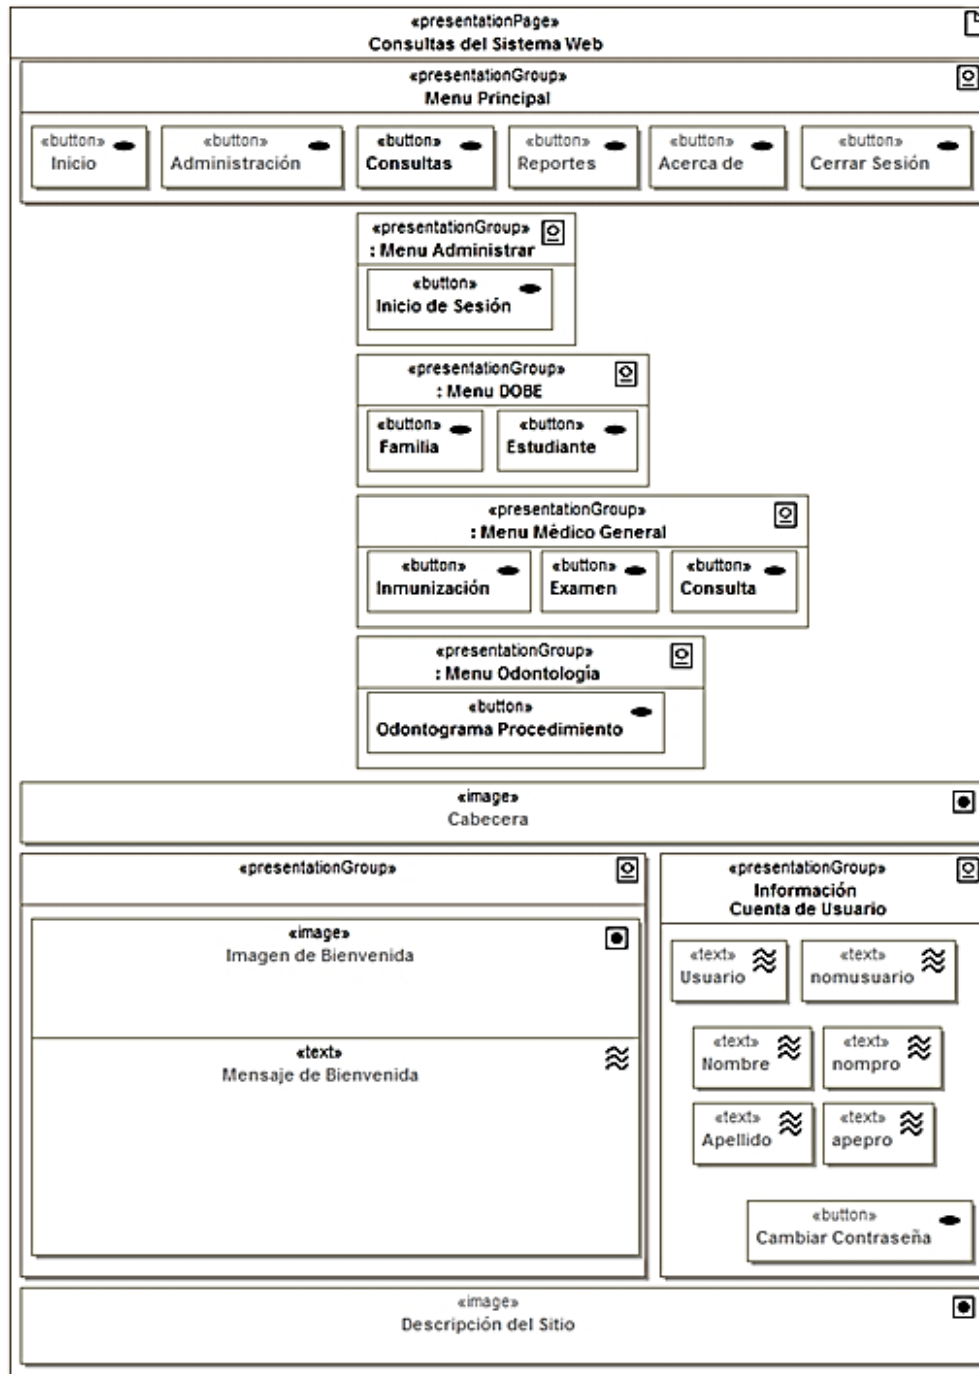 «presentationPage»
Consultas del Sistema Web
«presentationGroup»
Menu Principal
«button»
Inicio
«button»
Administración
«button»
Consultas
«button»
Reportes
«button»
Acerca de
«button»
Cerrar Sesión
«presentationGroup»
: Menu Administrar
«button»
Inicio de Sesión
«presentationGroup»
: Menu DOBE
«button»
Familia
«button»
Estudiante
«presentationGroup»
: Menu Médico General
«button»
Inmunización
«button»
Examen
«button»
Consulta
«presentationGroup»
: Menu Odontología
«button»
Odontograma Procedimiento
«image»
Cabecera
«presentationGroup»
«image»
Imagen de Bienvenida
«text»
Mensaje de Bienvenida
«presentationGroup»
Información
Cuenta de Usuario
«text»
Usuario
«text»
nomusuario
«text»
Nombre
«text»
nompro
«text»
Apellido
«text»
apepro
«button»
Cambiar Contraseña
«image»
Descripción del Sitio